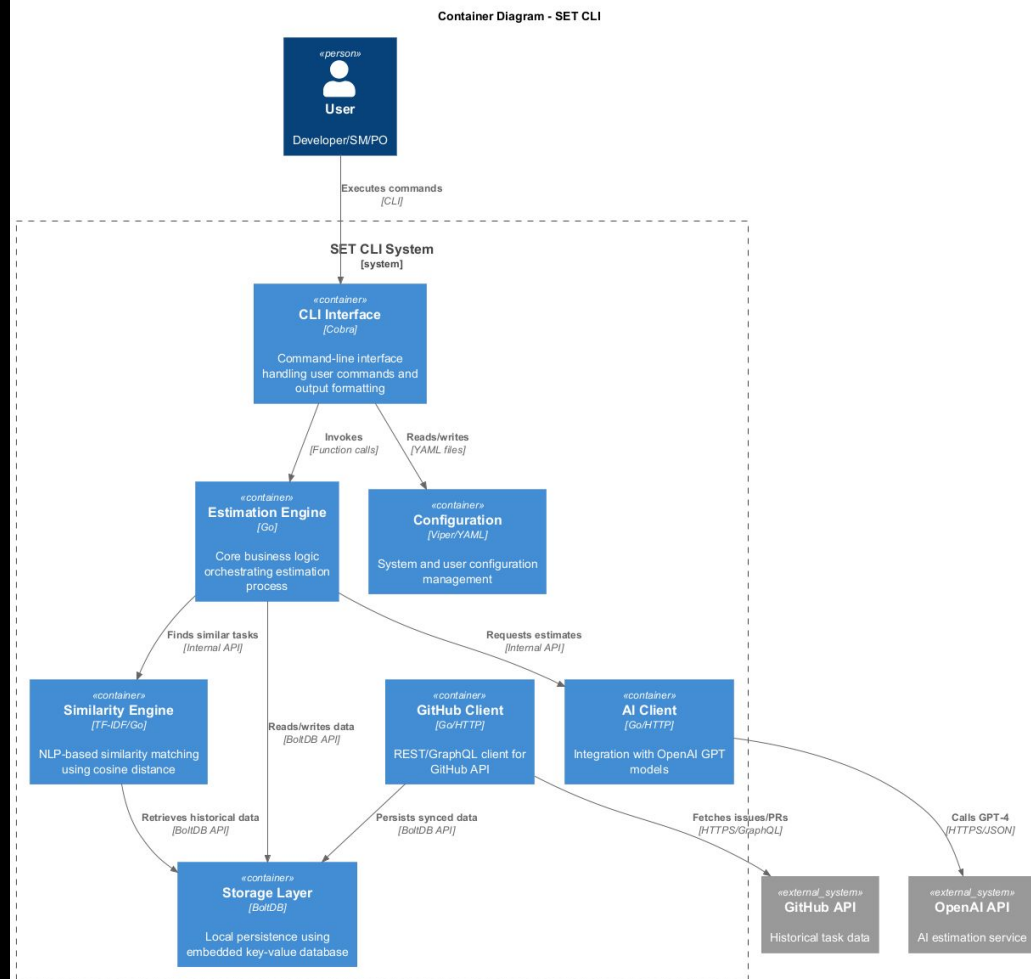 Container Diagram - SET CLI
«person»
User
Developer/SM/PO
Executes commands
[CLI]
SET CLI System
[system]
«container»
CLI Interface
[Cobra]
Command-line interface
handling user commands and
output formatting
Invokes
[Function calls]
Reads/writes
[YAML files]
«container»
Estimation Engine
[Go]
Core business logic
orchestrating estimation
process
«container»
Configuration
[Viper/YAML]
System and user configuration
management
Finds similar tasks
[Internal API]
Requests estimates
[Internal API]
«container»
Similarity Engine
[TF-IDF/Go]
NLP-based similarity matching
using cosine distance
Reads/writes data
[BoltDB API]
«container»
GitHub Client
[Go/HTTP]
REST/GraphQL client for
GitHub API
«container»
AI Client
[Go/HTTP]
Integration with OpenAI GPT
models
Retrieves historical data
[BoltDB API]
Persists synced data
[BoltDB API]
Fetches issues/PRs
[HTTPS/GraphQL]
Calls GPT-4
[HTTPS/JSON]
«container»
Storage Layer
[BoltDB]
Local persistence using
embedded key-value database
«external_system»
GitHub API
Historical task data
«external_system»
OpenAI API
AI estimation service